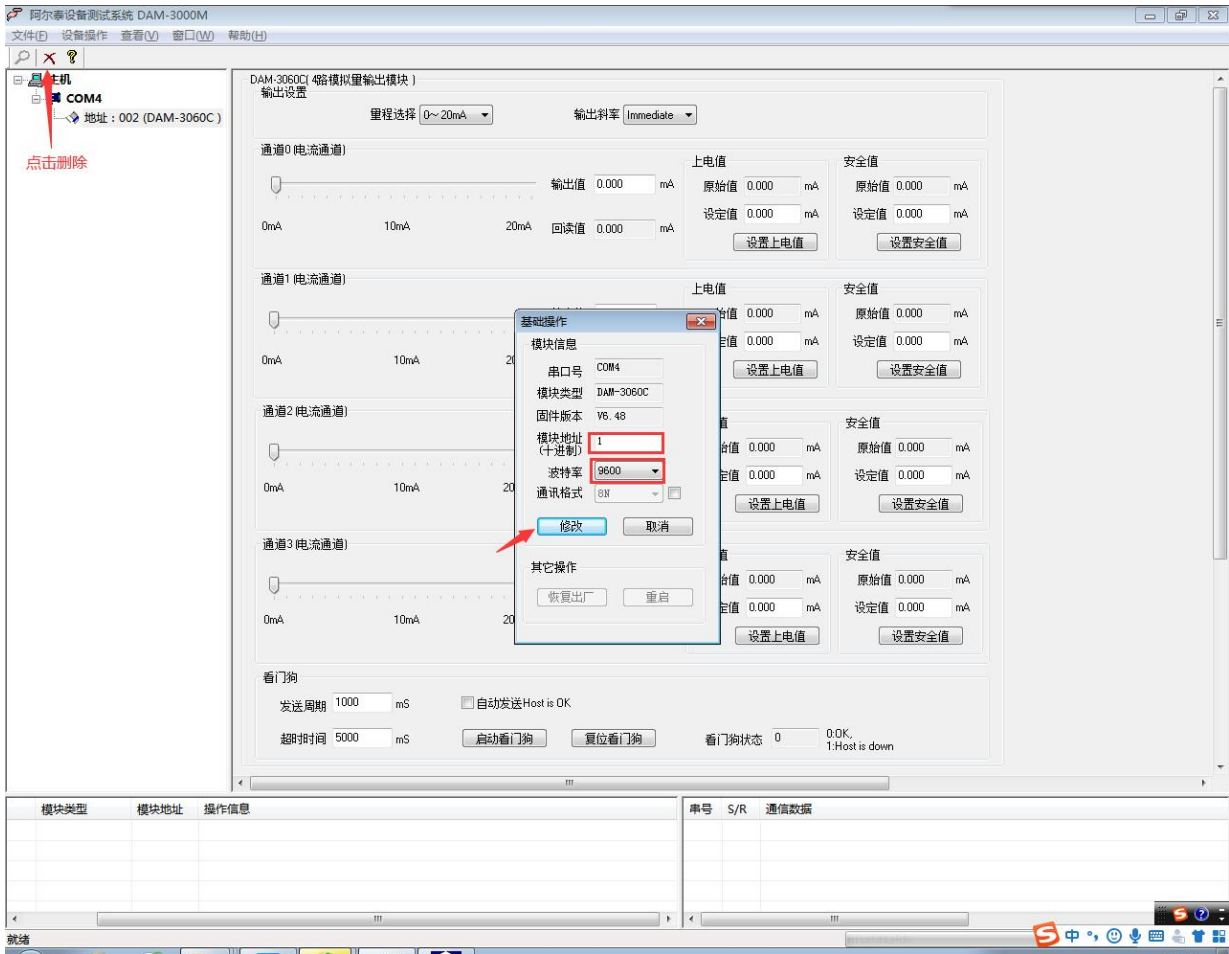 阿尔泰设备测试系统 DAM-3000M
文件(F) 设备操作 查看(V) 窗口(W) 帮助(H)
主机
COM4
地址：002 (DAM-3060C )
点击删除
DAM-3060C( 4路模拟量输出模块 )
输出设置
量程选择 0~20mA 输出斜率 Immediate
通道0(电流通道)
输出值 0.000 mA
0mA 10mA 20mA
回读值 0.000 mA
上电值
原始值 0.000 mA
设定值 0.000 mA
设置上电值
安全值
原始值 0.000 mA
设定值 0.000 mA
设置安全值
通道1(电流通道)
0mA 10mA 20
上电值
始值 0.000 mA
定值 0.000 mA
设置上电值
安全值
原始值 0.000 mA
设定值 0.000 mA
设置安全值
通道2(电流通道)
0mA 10mA 20
值
始值 0.000 mA
定值 0.000 mA
设置上电值
安全值
原始值 0.000 mA
设定值 0.000 mA
设置安全值
通道3(电流通道)
0mA 10mA 20
值
始值 0.000 mA
定值 0.000 mA
设置上电值
安全值
原始值 0.000 mA
设定值 0.000 mA
设置安全值
基础操作
模块信息
串口号 COM4
模块类型 DAM-3060C
固件版本 V6.48
模块地址 1
(十进制)
波特率 9600
通讯格式 8N
修改 取消
其它操作
恢复出厂 重启
看门狗
发送周期 1000 mS 自动发送Host is OK
超时时间 5000 mS 启动看门狗 复位看门狗 看门狗状态 0 0:OK,
1:Host is down
模块类型 模块地址 操作信息
串号 S/R 通信数据
就绪
中